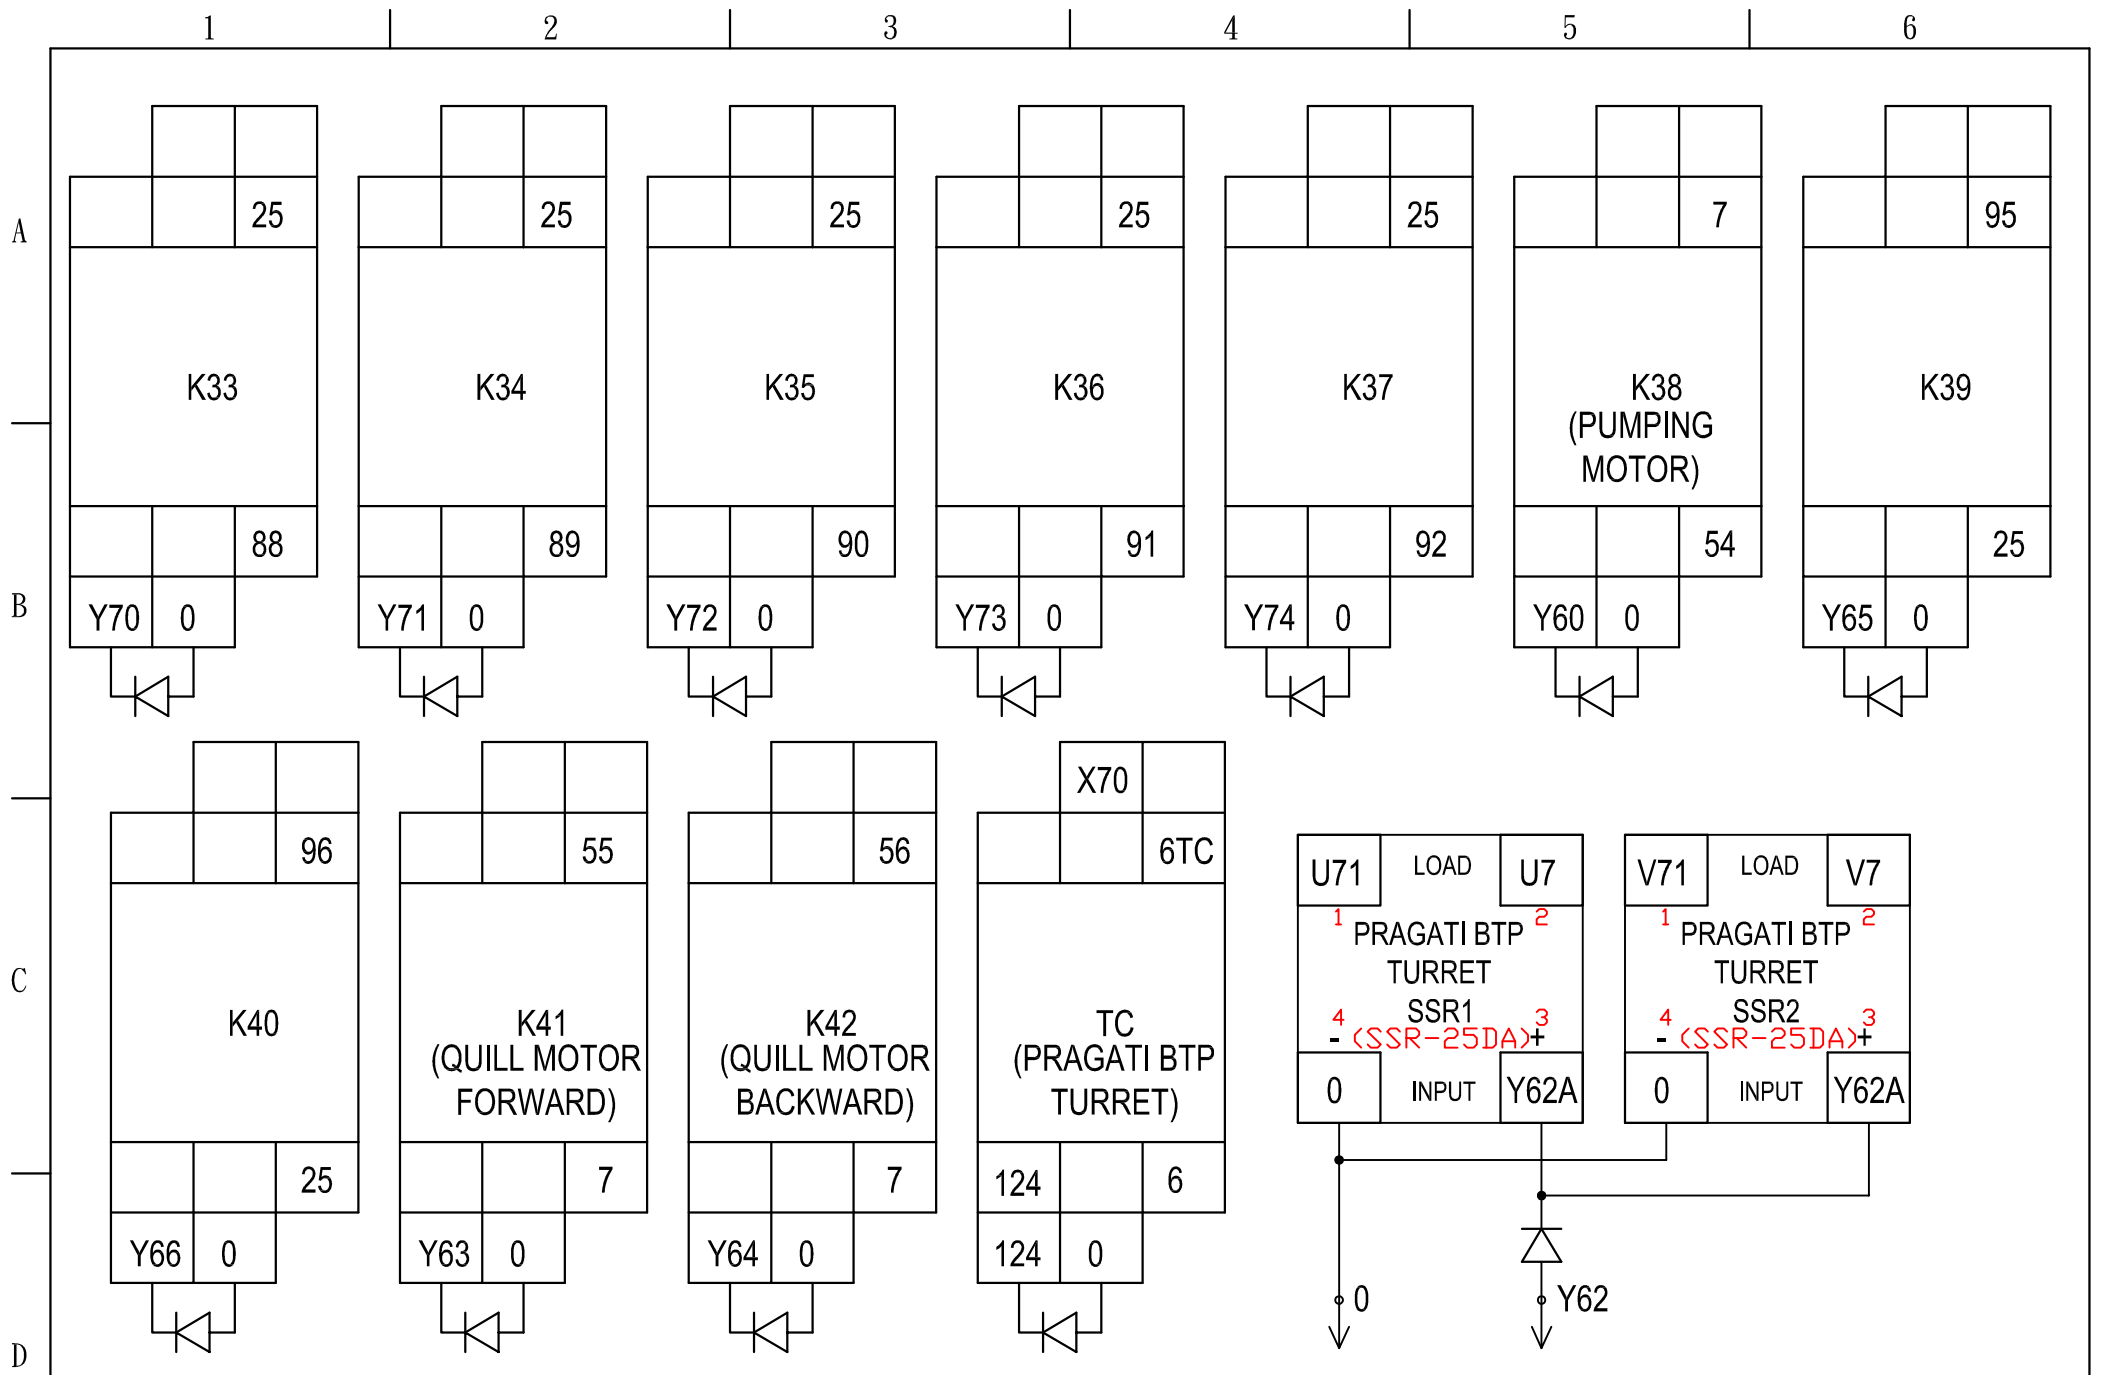 1 2 3 4 5 6
A
25 25 25 25 25 7 95
K33 K34 K35 K36 K37 K38 K39
(PUMPING
MOTOR)
88 89 90 91 92 54 25
B
Y70 0 Y71 0 Y72 0 Y73 0 Y74 0 Y60 0 Y65 0
X70
96 55 56 6TC
U71 LOAD U7 V71 LOAD V7
1 2 1 2
PRAGATI BTP PRAGATI BTP
TURRET TURRET
C
SSR1 SSR2
4 3 4 3
- (SSR-25DA)+ - (SSR-25DA)+
K40 K41 K42 TC
(QUILL MOTOR (QUILL MOTOR (PRAGATI BTP
FORWARD) BACKWARD) TURRET)
0 INPUT Y62A 0 INPUT Y62A
25 7 7 124 6
Y66 0 Y63 0 Y64 0 124 0
0 Y62
D